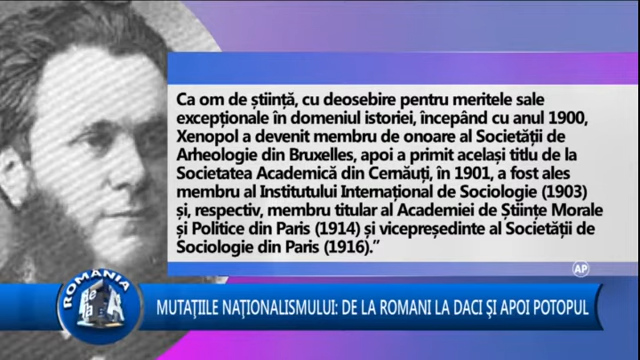 Ca om de știință, cu deosebire pentru meritele sale
excepționale în domeniul istoriei, începând cu anul 1900,
Xenopol a devenit membru de onoare al Societății de
Arheologie din Bruxelles, apoi a primit același titlu de la
Societatea Academică din Cernăuți, în 1901, a fost ales
membru al Institutului Internațional de Sociologie (1903)
și, respectiv, membru titular al Academiei de Științe Morale
și Politice din Paris (1914) și vicepreședinte al Societății de
Sociologie din Paris (1916).”
AP
ROMANIA
MUTAŢIILE NAŢIONALISMULUI: DE LA ROMANI LA DACI ŞI APOI POTOPUL